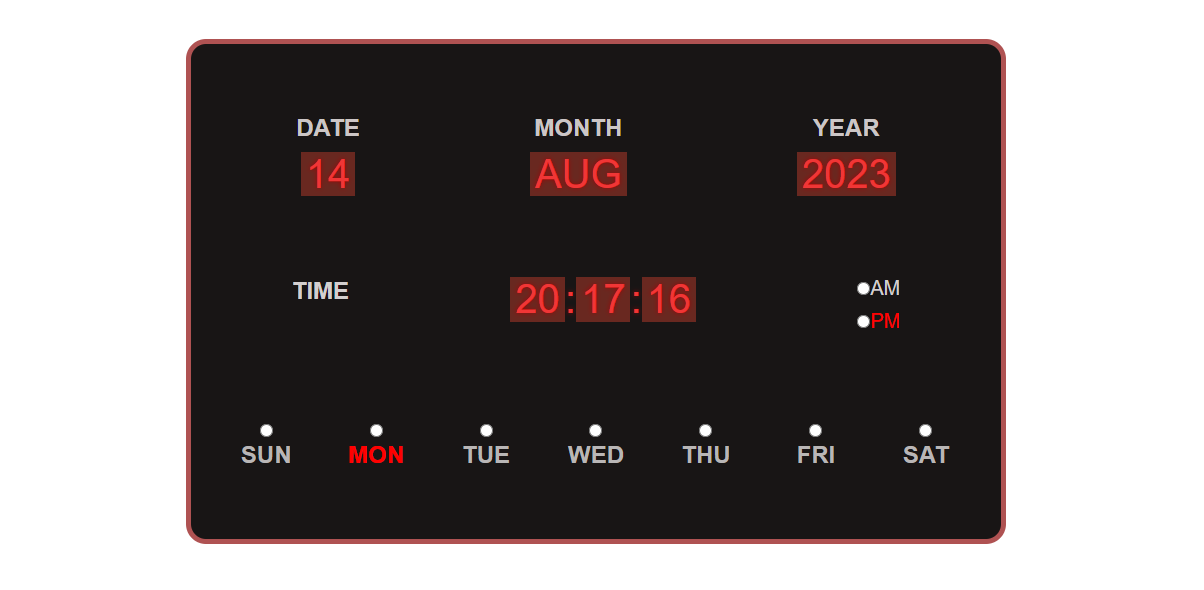 DATE MONTH YEAR
14 AUG 2023
TIME 20:17:16 AM
PM
SUN MON TUE WED THU FRI SAT